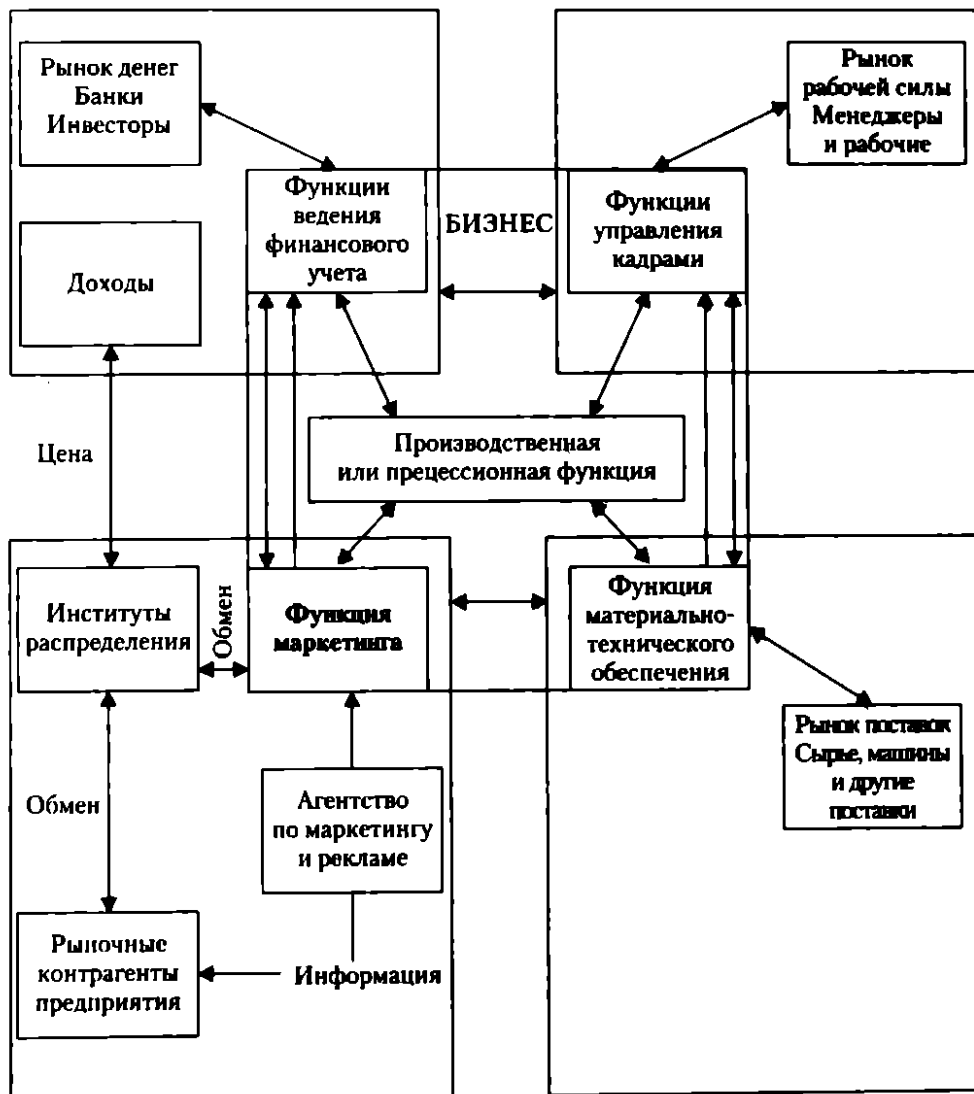 Рынок денег
Банки
Инвесторы
Рынок
рабочей силы
Менеджеры
и рабочие
Функции
ведения
финансового
учета
БИЗНЕС
Функции
управления
кадрами
Доходы
Цена
Производственная
или прецессионная функция
Институты
распределения
Обмен
Функция
маркетинга
Функция
материально-
технического
обеспечения
Рынок поставок
Сырье, машины
и другие
поставки
Обмен
Агентство
по маркетингу
и рекламе
Рыночные
контрагенты
предприятия
Информация